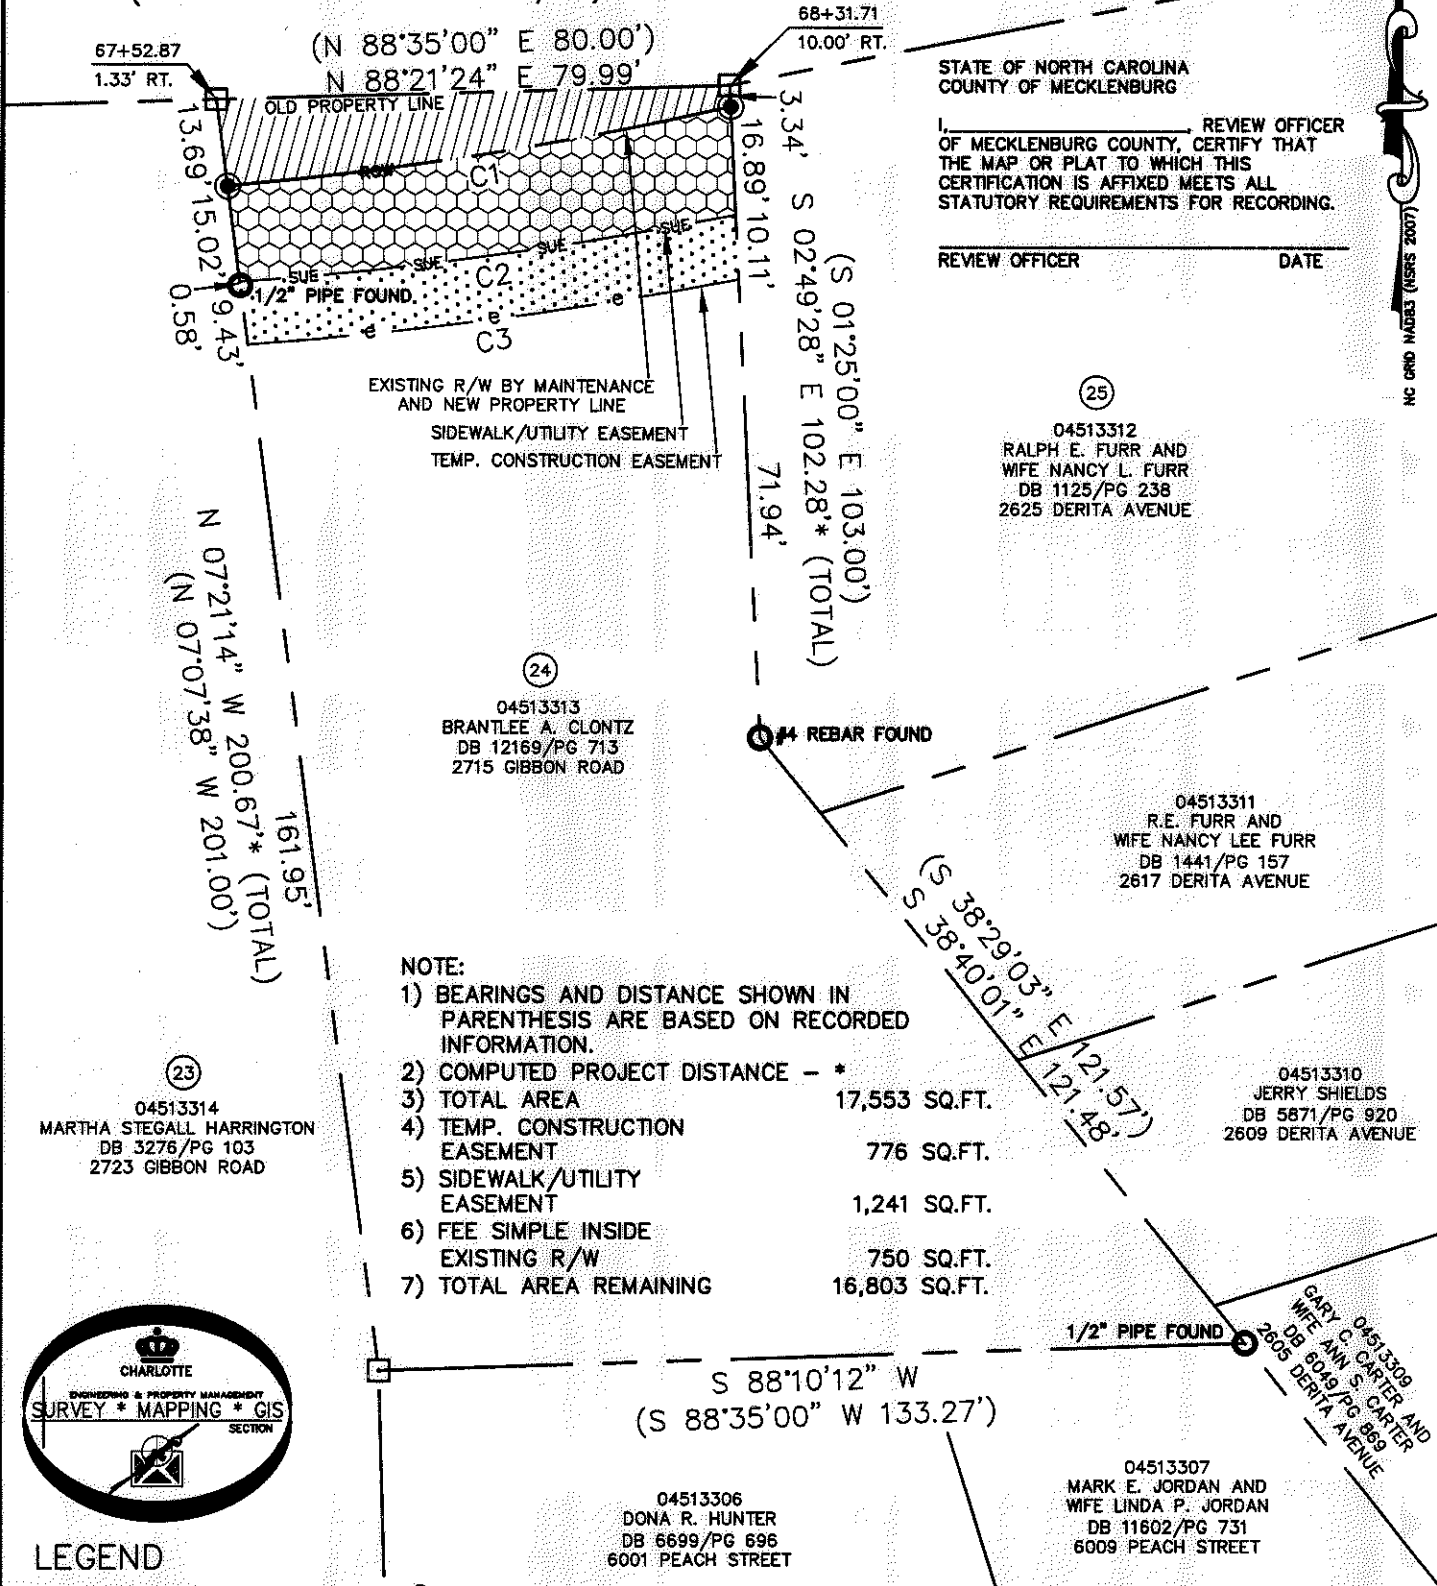 67+52.87
1.33' RT.
(N 88°35'00" E 80.00')
N 88°21'24" E 79.99'
OLD PROPERTY LINE
68+31.71
10.00' RT.
STATE OF NORTH CAROLINA
COUNTY OF MECKLENBURG
I,____________________, REVIEW OFFICER
OF MECKLENBURG COUNTY, CERTIFY THAT
THE MAP OR PLAT TO WHICH THIS
CERTIFICATION IS AFFIXED MEETS ALL
STATUTORY REQUIREMENTS FOR RECORDING.
REVIEW OFFICER DATE
NC GRID NAD83 (NSRS 2007)
13.69'
15.02'
9.43'
0.58'
ROW
C1
3.34'
16.89'
10.11'
SUE SUE SUE SUE
C2
1/2" PIPE FOUND
e e e
C3
S 02°49'28" E 102.28'* (TOTAL)
(S 01°25'00" E 103.00')
71.94'
EXISTING R/W BY MAINTENANCE
AND NEW PROPERTY LINE
SIDEWALK/UTILITY EASEMENT
TEMP. CONSTRUCTION EASEMENT
25
04513312
RALPH E. FURR AND
WIFE NANCY L. FURR
DB 1125/PG 238
2625 DERITA AVENUE
N 07°21'14" W 200.67'* (TOTAL)
(N 07°07'38" W 201.00')
161.95'
24
04513313
BRANTLEE A. CLONTZ
DB 12169/PG 713
2715 GIBBON ROAD
#4 REBAR FOUND
04513311
R.E. FURR AND
WIFE NANCY LEE FURR
DB 1441/PG 157
2617 DERITA AVENUE
(S 38°29'03" E 121.57')
S 38°40'01" E 121.48'
NOTE:
1) BEARINGS AND DISTANCE SHOWN IN
PARENTHESIS ARE BASED ON RECORDED
INFORMATION.
2) COMPUTED PROJECT DISTANCE - *
3) TOTAL AREA 17,553 SQ.FT.
4) TEMP. CONSTRUCTION
EASEMENT 776 SQ.FT.
5) SIDEWALK/UTILITY
EASEMENT 1,241 SQ.FT.
6) FEE SIMPLE INSIDE
EXISTING R/W 750 SQ.FT.
7) TOTAL AREA REMAINING 16,803 SQ.FT.
23
04513314
MARTHA STEGALL HARRINGTON
DB 3276/PG 103
2723 GIBBON ROAD
04513310
JERRY SHIELDS
DB 5871/PG 920
2609 DERITA AVENUE
1/2" PIPE FOUND
04513309
GARY C. CARTER AND
WIFE ANN S. CARTER
DB 6049/PG 869
2605 DERITA AVENUE
S 88°10'12" W
(S 88°35'00" W 133.27')
CHARLOTTE
ENGINEERING & PROPERTY MANAGEMENT
SURVEY * MAPPING * GIS
SECTION
04513306
DONA R. HUNTER
DB 6699/PG 696
6001 PEACH STREET
04513307
MARK E. JORDAN AND
WIFE LINDA P. JORDAN
DB 11602/PG 731
6009 PEACH STREET
LEGEND